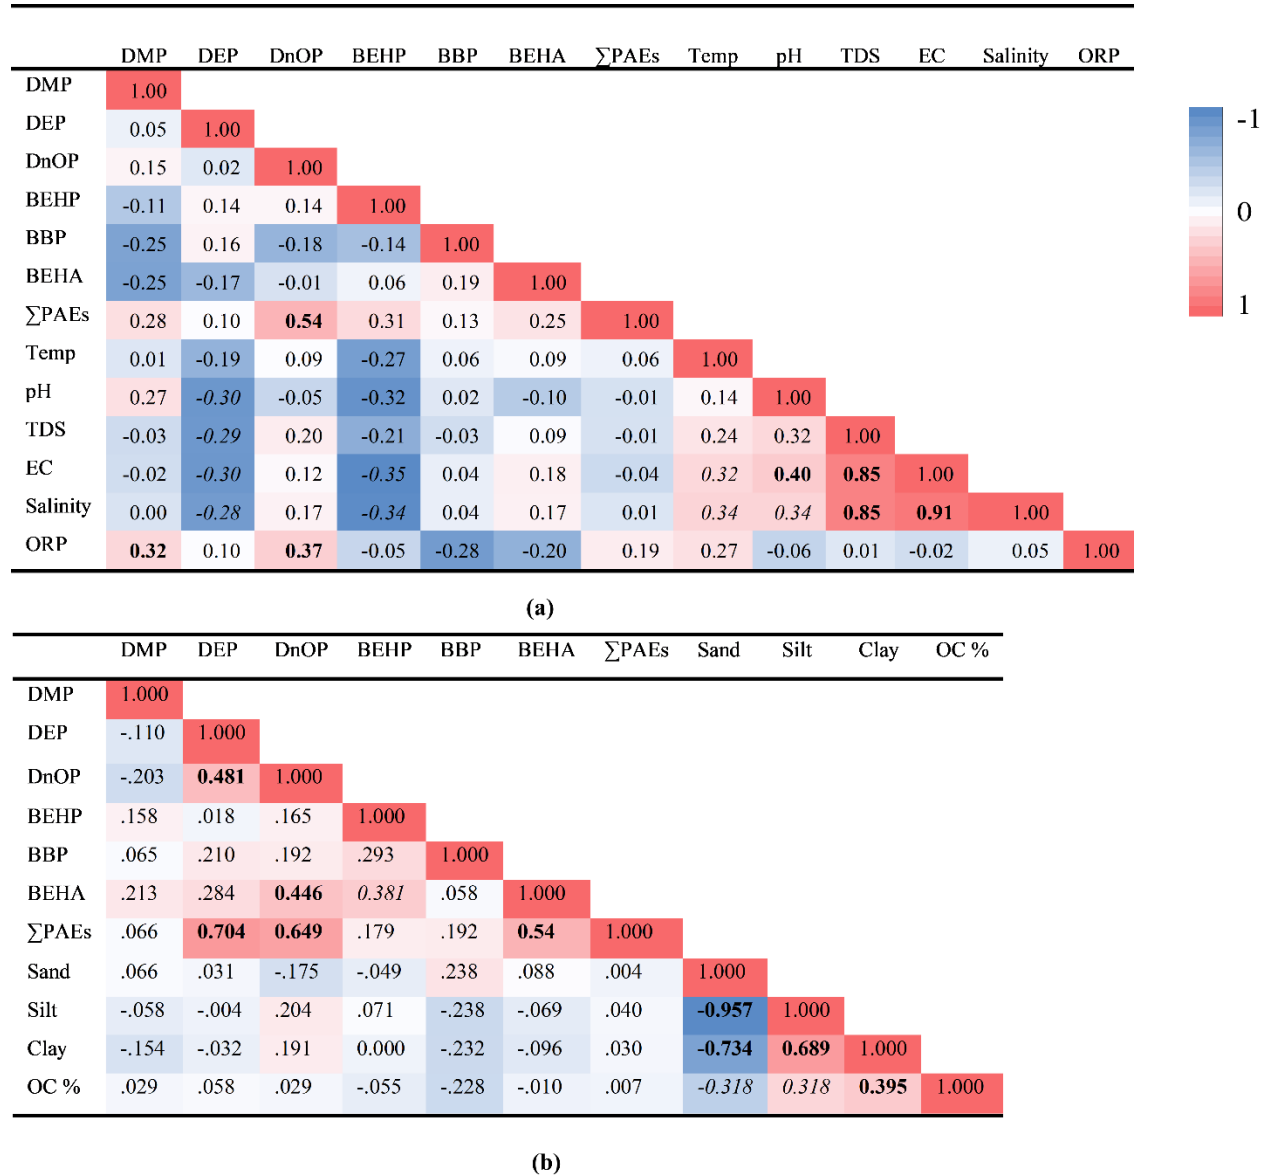 DMP DEP DnOP BEHP BBP BEHA ∑PAEs Temp pH TDS EC Salinity ORP
DMP 1.00
DEP 0.05 1.00
DnOP 0.15 0.02 1.00
BEHP -0.11 0.14 0.14 1.00
BBP -0.25 0.16 -0.18 -0.14 1.00
BEHA -0.25 -0.17 -0.01 0.06 0.19 1.00
∑PAEs 0.28 0.10 0.54 0.31 0.13 0.25 1.00
Temp 0.01 -0.19 0.09 -0.27 0.06 0.09 0.06 1.00
pH 0.27 -0.30 -0.05 -0.32 0.02 -0.10 -0.01 0.14 1.00
TDS -0.03 -0.29 0.20 -0.21 -0.03 0.09 -0.01 0.24 0.32 1.00
EC -0.02 -0.30 0.12 -0.35 0.04 0.18 -0.04 0.32 0.40 0.85 1.00
Salinity 0.00 -0.28 0.17 -0.34 0.04 0.17 0.01 0.34 0.34 0.85 0.91 1.00
ORP 0.32 0.10 0.37 -0.05 -0.28 -0.20 0.19 0.27 -0.06 0.01 -0.02 0.05 1.00
-1
0
1
(a)
DMP DEP DnOP BEHP BBP BEHA ∑PAEs Sand Silt Clay OC %
DMP 1.000
DEP -.110 1.000
DnOP -.203 0.481 1.000
BEHP .158 .018 .165 1.000
BBP .065 .210 .192 .293 1.000
BEHA .213 .284 0.446 0.381 .058 1.000
∑PAEs .066 0.704 0.649 .179 .192 0.54 1.000
Sand .066 .031 -.175 -.049 .238 .088 .004 1.000
Silt -.058 -.004 .204 .071 -.238 -.069 .040 -0.957 1.000
Clay -.154 -.032 .191 0.000 -.232 -.096 .030 -0.734 0.689 1.000
OC % .029 .058 .029 -.055 -.228 -.010 .007 -0.318 0.318 0.395 1.000
(b)